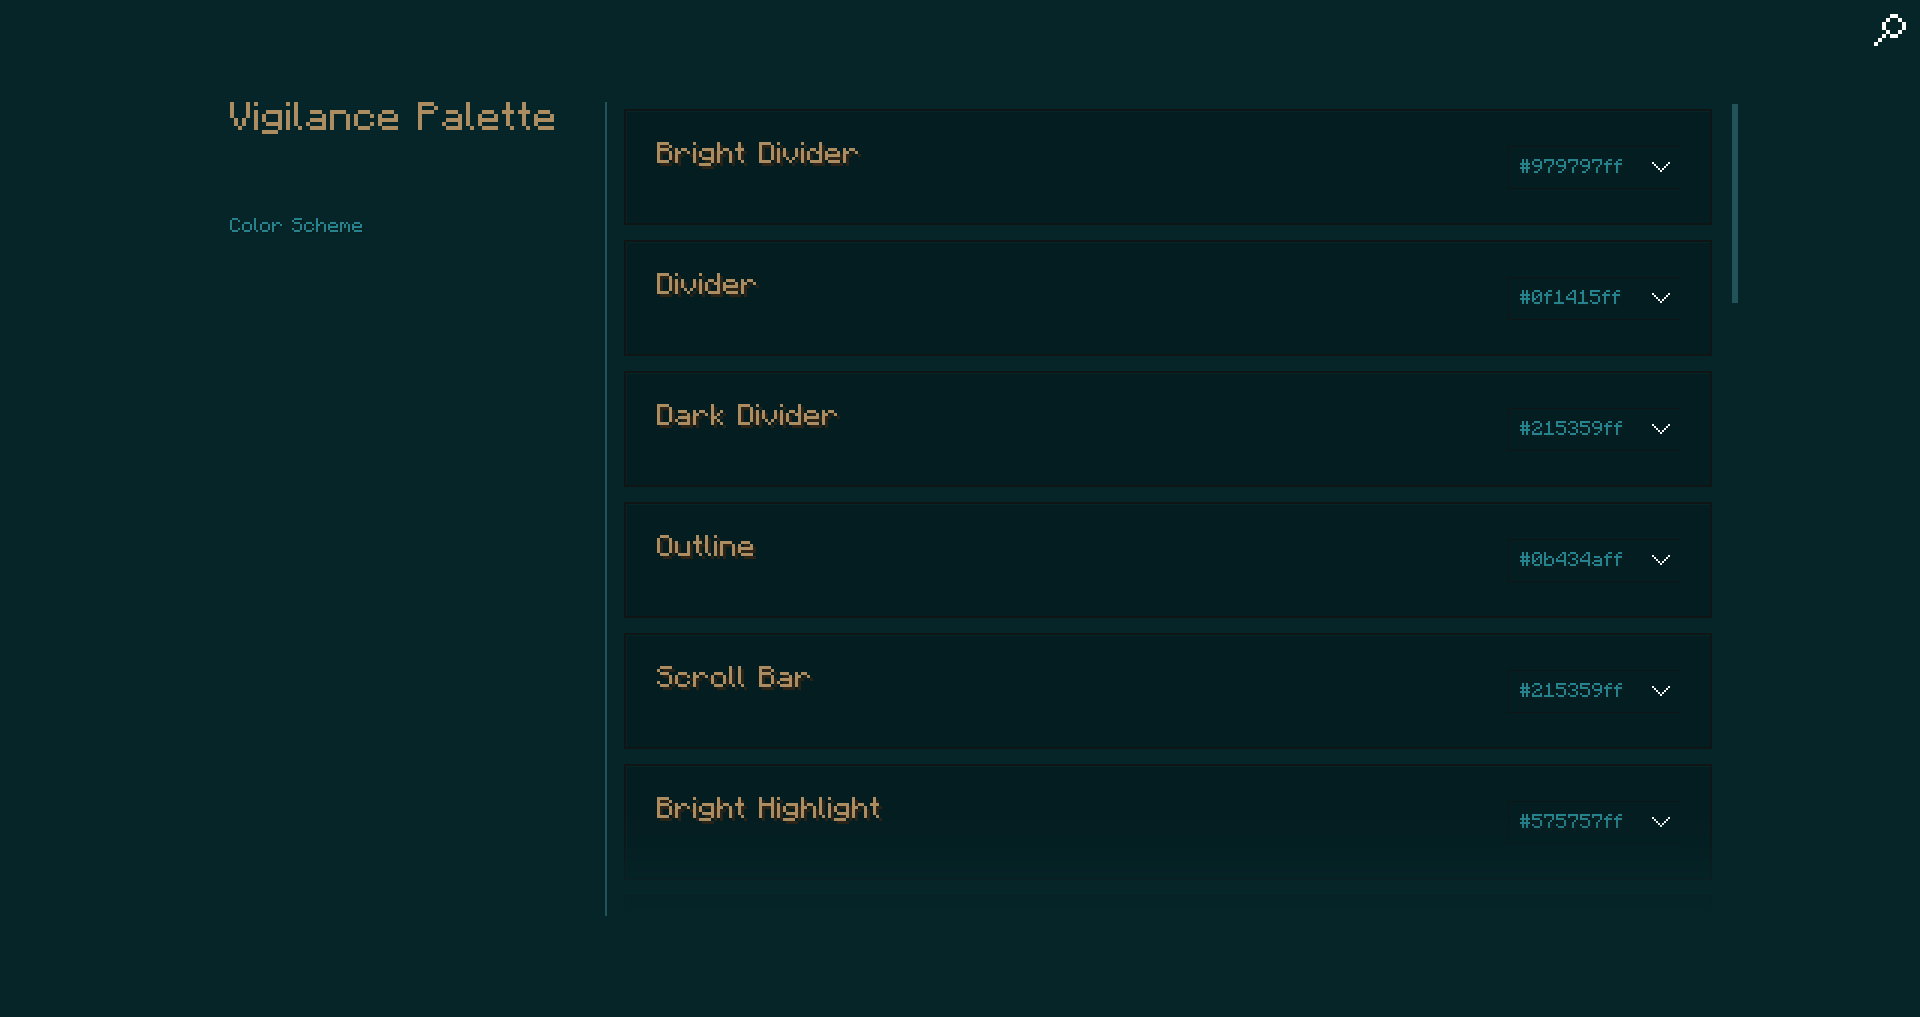 Vigilance Palette
Color Scheme
Bright Divider
#979797ff
Divider
#0f1415ff
Dark Divider
#215359ff
Outline
#0b434aff
Scroll Bar
#215359ff
Bright Highlight
#575757ff